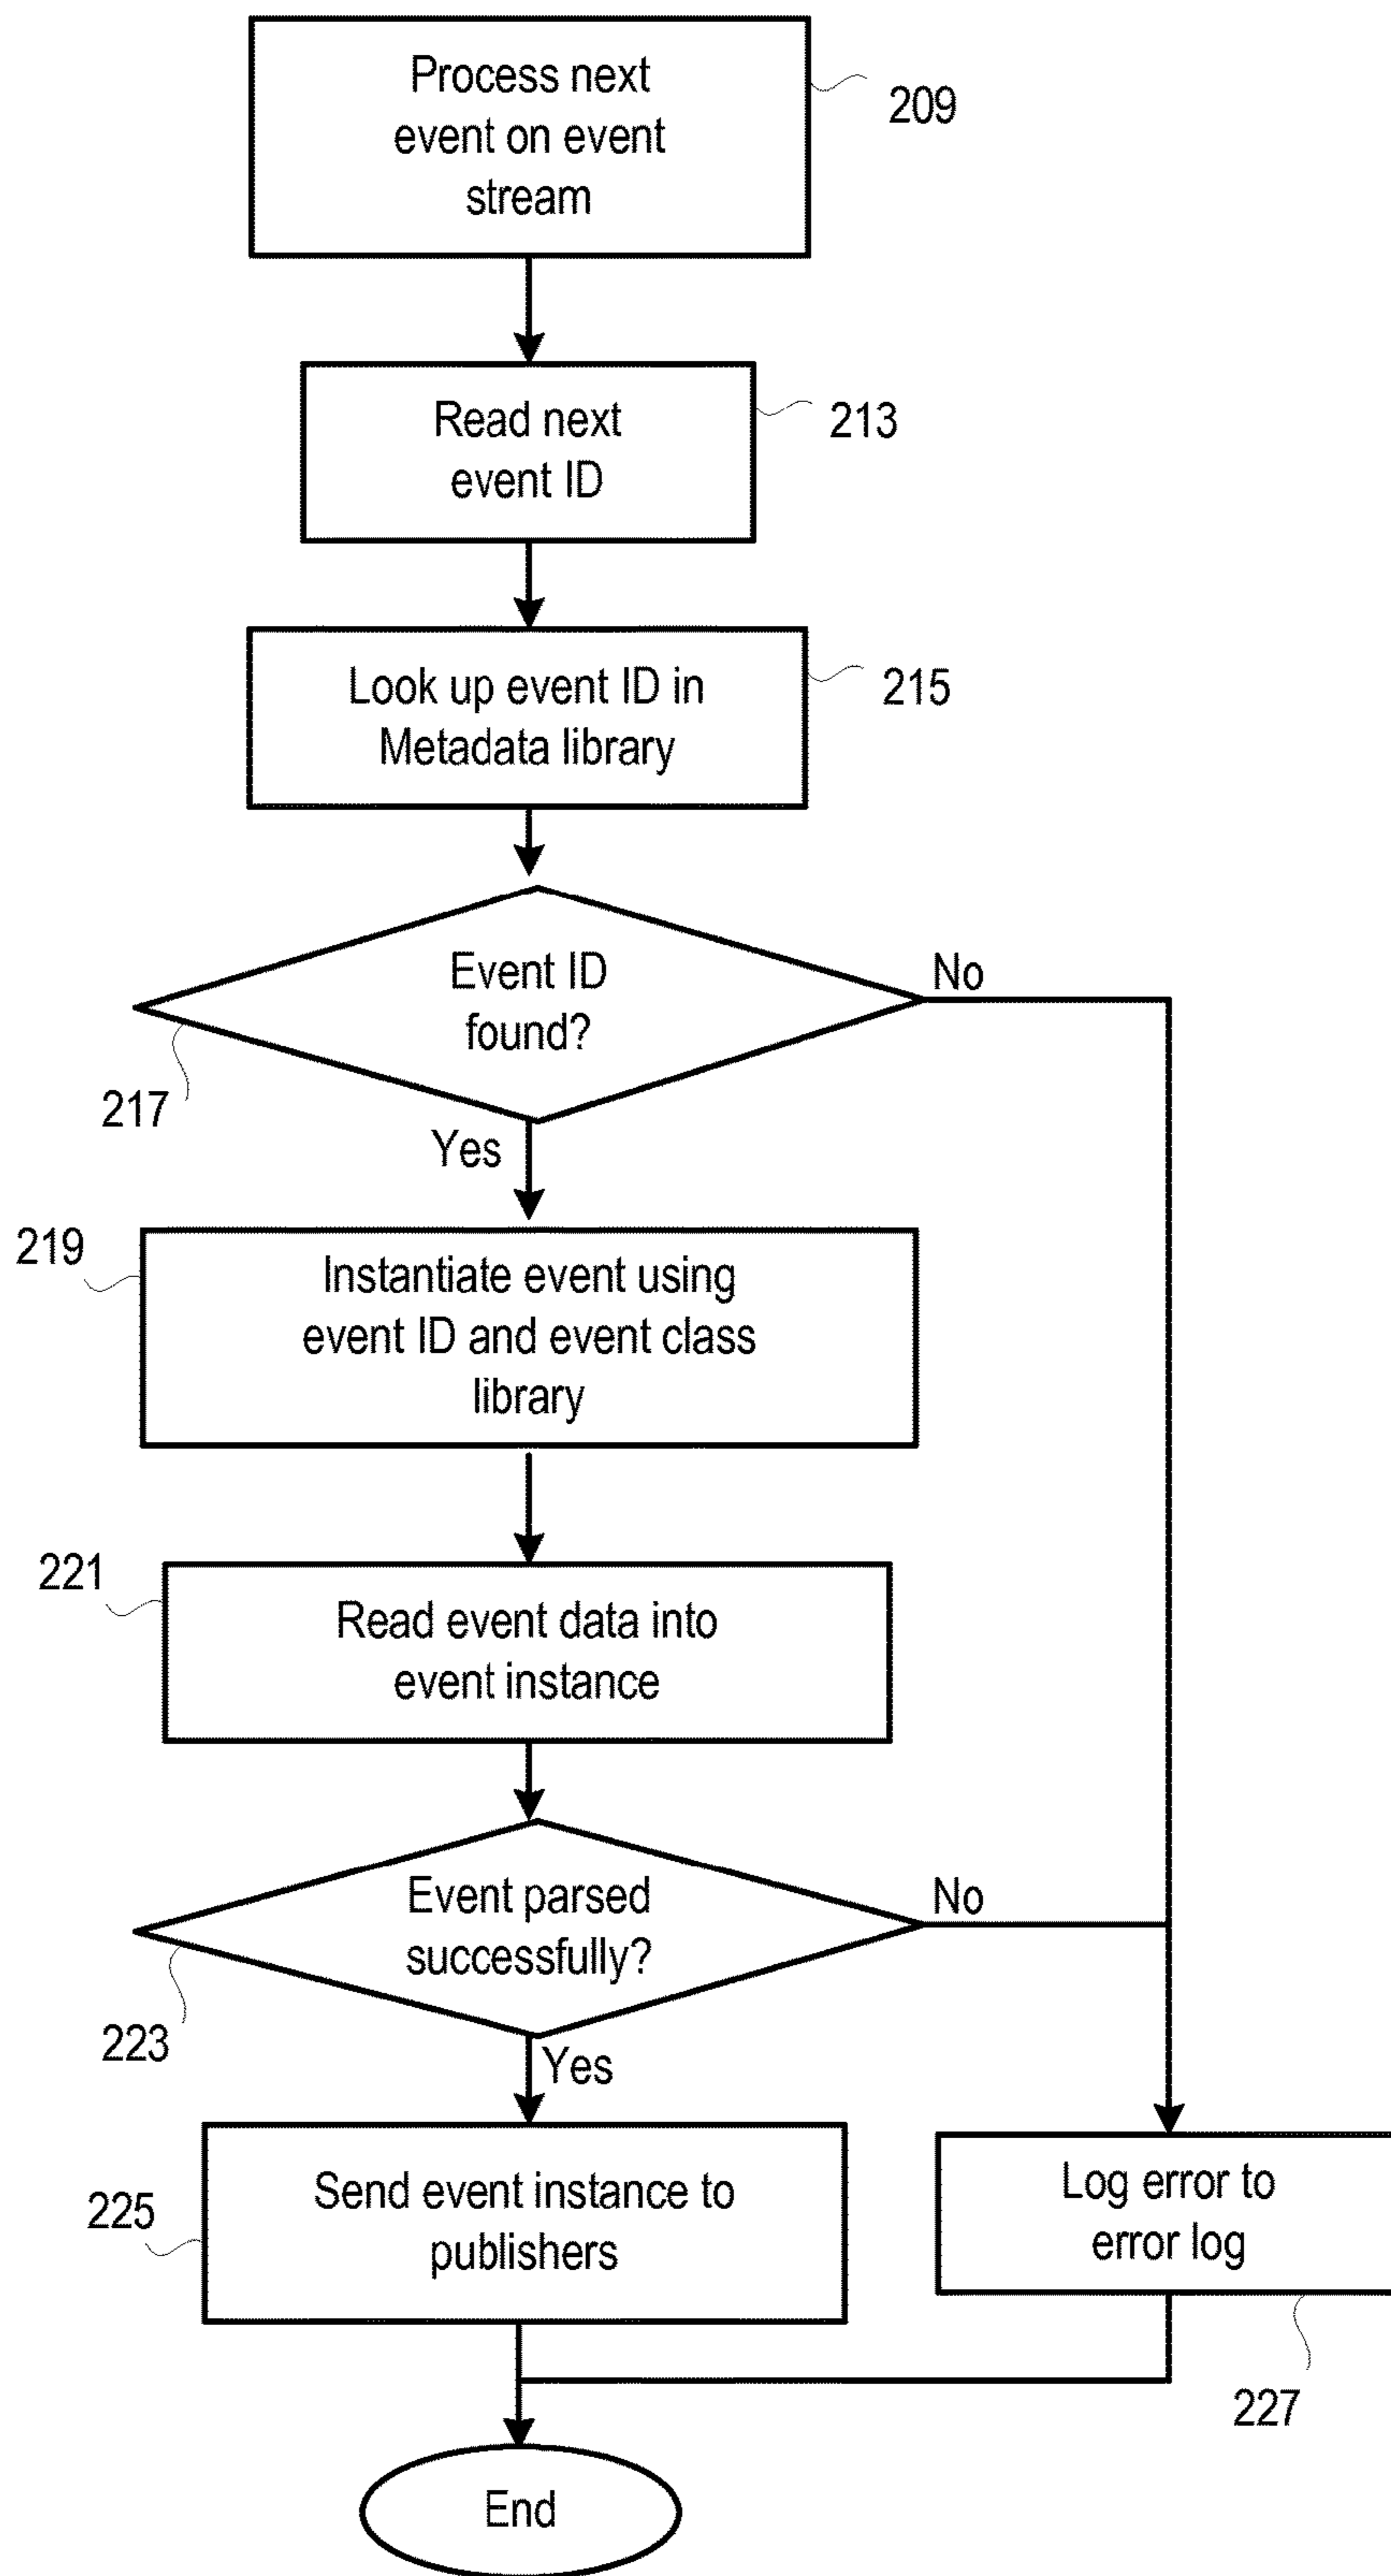 Process next
event on event
stream
209
Read next
event ID
213
Look up event ID in
Metadata library
215
Event ID
found?
No
217
Yes
219
Instantiate event using
event ID and event class
library
221
Read event data into
event instance
Event parsed
successfully?
No
223
Yes
225
Send event instance to
publishers
Log error to
error log
227
End